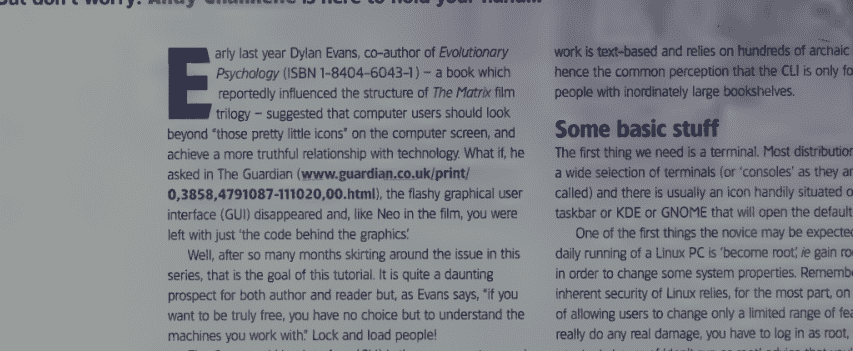 but don't worry. Andy Channelle is here to hold your hand...
Early last year Dylan Evans, co-author of Evolutionary
Psychology (ISBN 1-8404-6043-1) – a book which
reportedly influenced the structure of The Matrix film
trilogy – suggested that computer users should look
beyond "those pretty little icons" on the computer screen, and
achieve a more truthful relationship with technology. What if, he
asked in The Guardian (www.guardian.co.uk/print/
0,3858,4791087-111020,00.html), the flashy graphical user
interface (GUI) disappeared and, like Neo in the film, you were
left with just 'the code behind the graphics'.
Well, after so many months skirting around the issue in this
series, that is the goal of this tutorial. It is quite a daunting
prospect for both author and reader but, as Evans says, "if you
want to be truly free, you have no choice but to understand the
machines you work with." Lock and load people!
work is text-based and relies on hundreds of archaic
hence the common perception that the CLI is only fo
people with inordinately large bookshelves.
Some basic stuff
The first thing we need is a terminal. Most distribution
a wide selection of terminals (or 'consoles' as they ar
called) and there is usually an icon handily situated o
taskbar or KDE or GNOME that will open the default
One of the first things the novice may be expected
daily running of a Linux PC is 'become root', ie gain ro
in order to change some system properties. Remembe
inherent security of Linux relies, for the most part, on
of allowing users to change only a limited range of fea
really do any real damage, you have to log in as root,